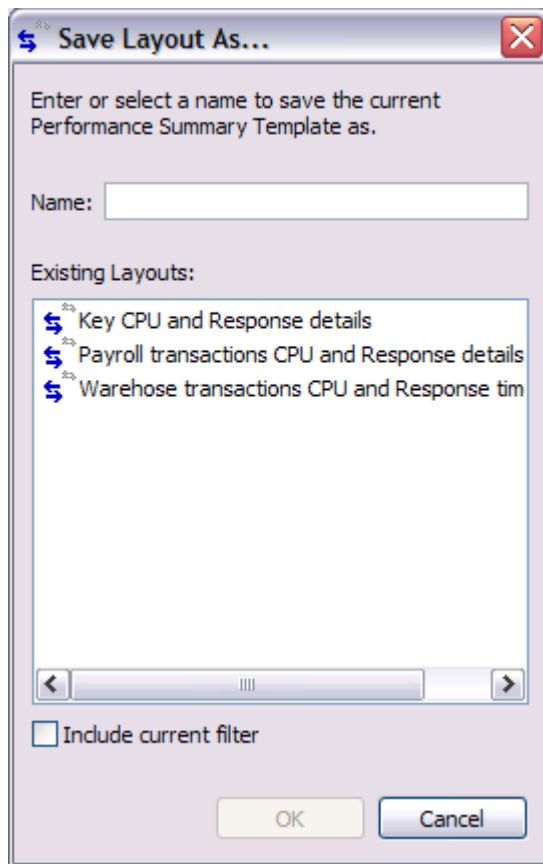 Save Layout As...
Enter or select a name to save the current
Performance Summary Template as.
Name:
Existing Layouts:
Key CPU and Response details
Payroll transactions CPU and Response details
Warehose transactions CPU and Response tim
Include current filter
OK Cancel